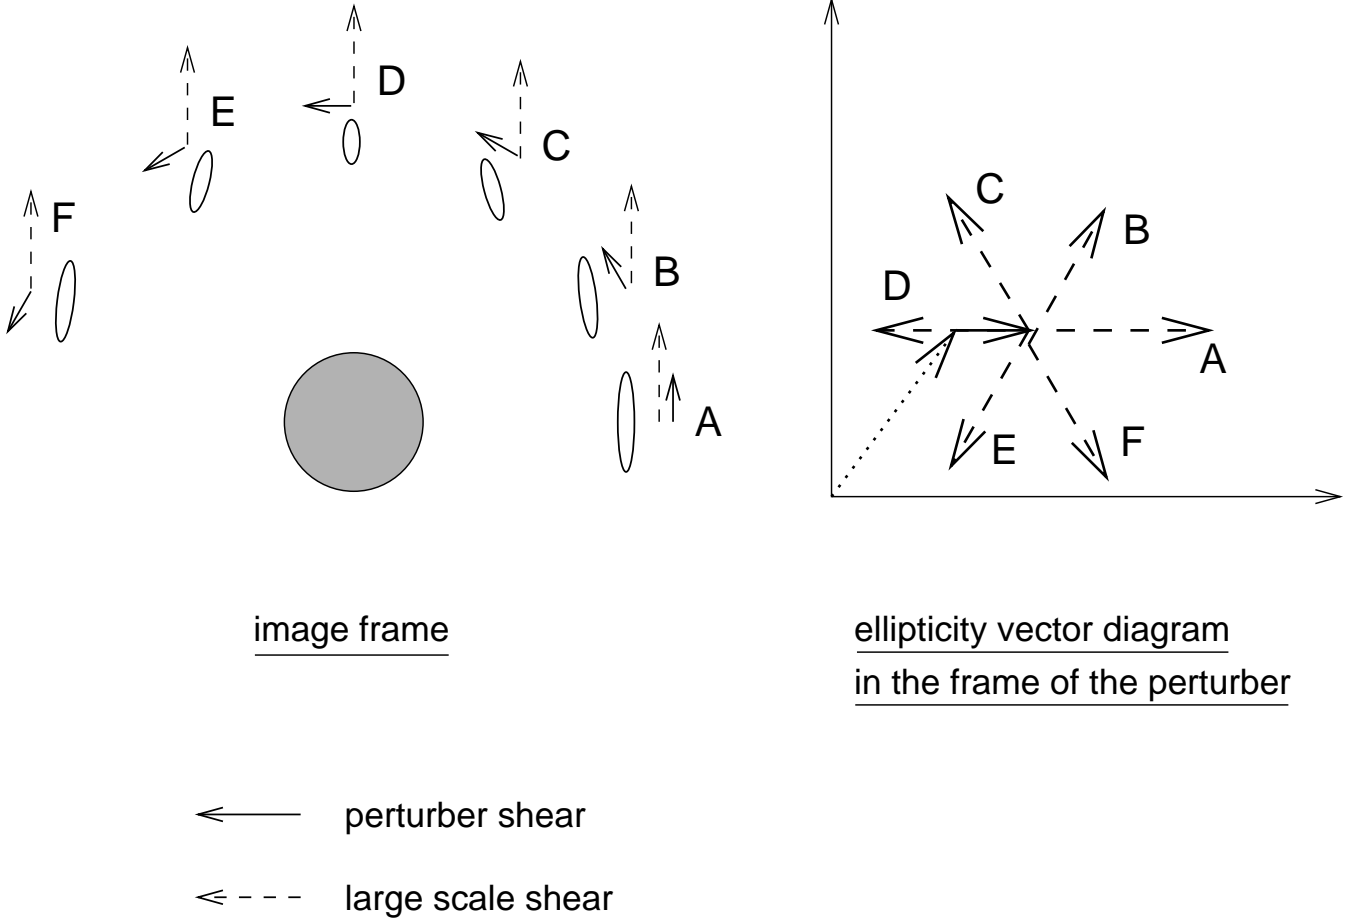 D
E
C
F
B
A
C
B
D
A
E
F
image frame
ellipticity vector diagram
in the frame of the perturber
perturber shear
large scale shear